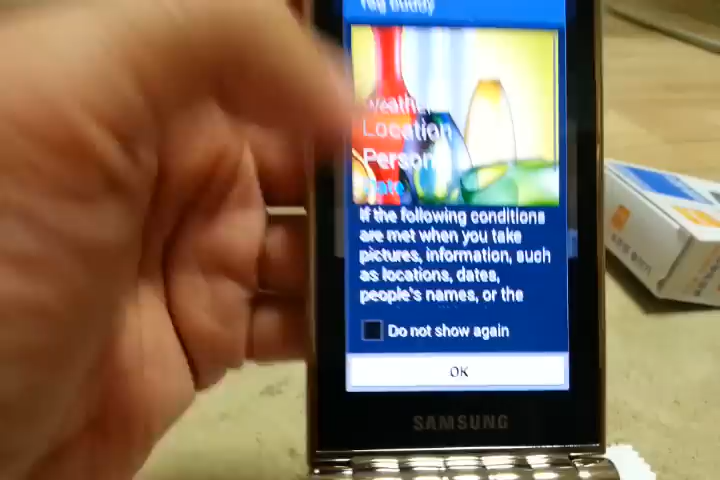 Tag Buddy
Weather
Location
Person
Date
If the following conditions
are met when you take
pictures, information, such
as locations, dates,
people's names, or the
Do not show again
OK
SAMSUNG